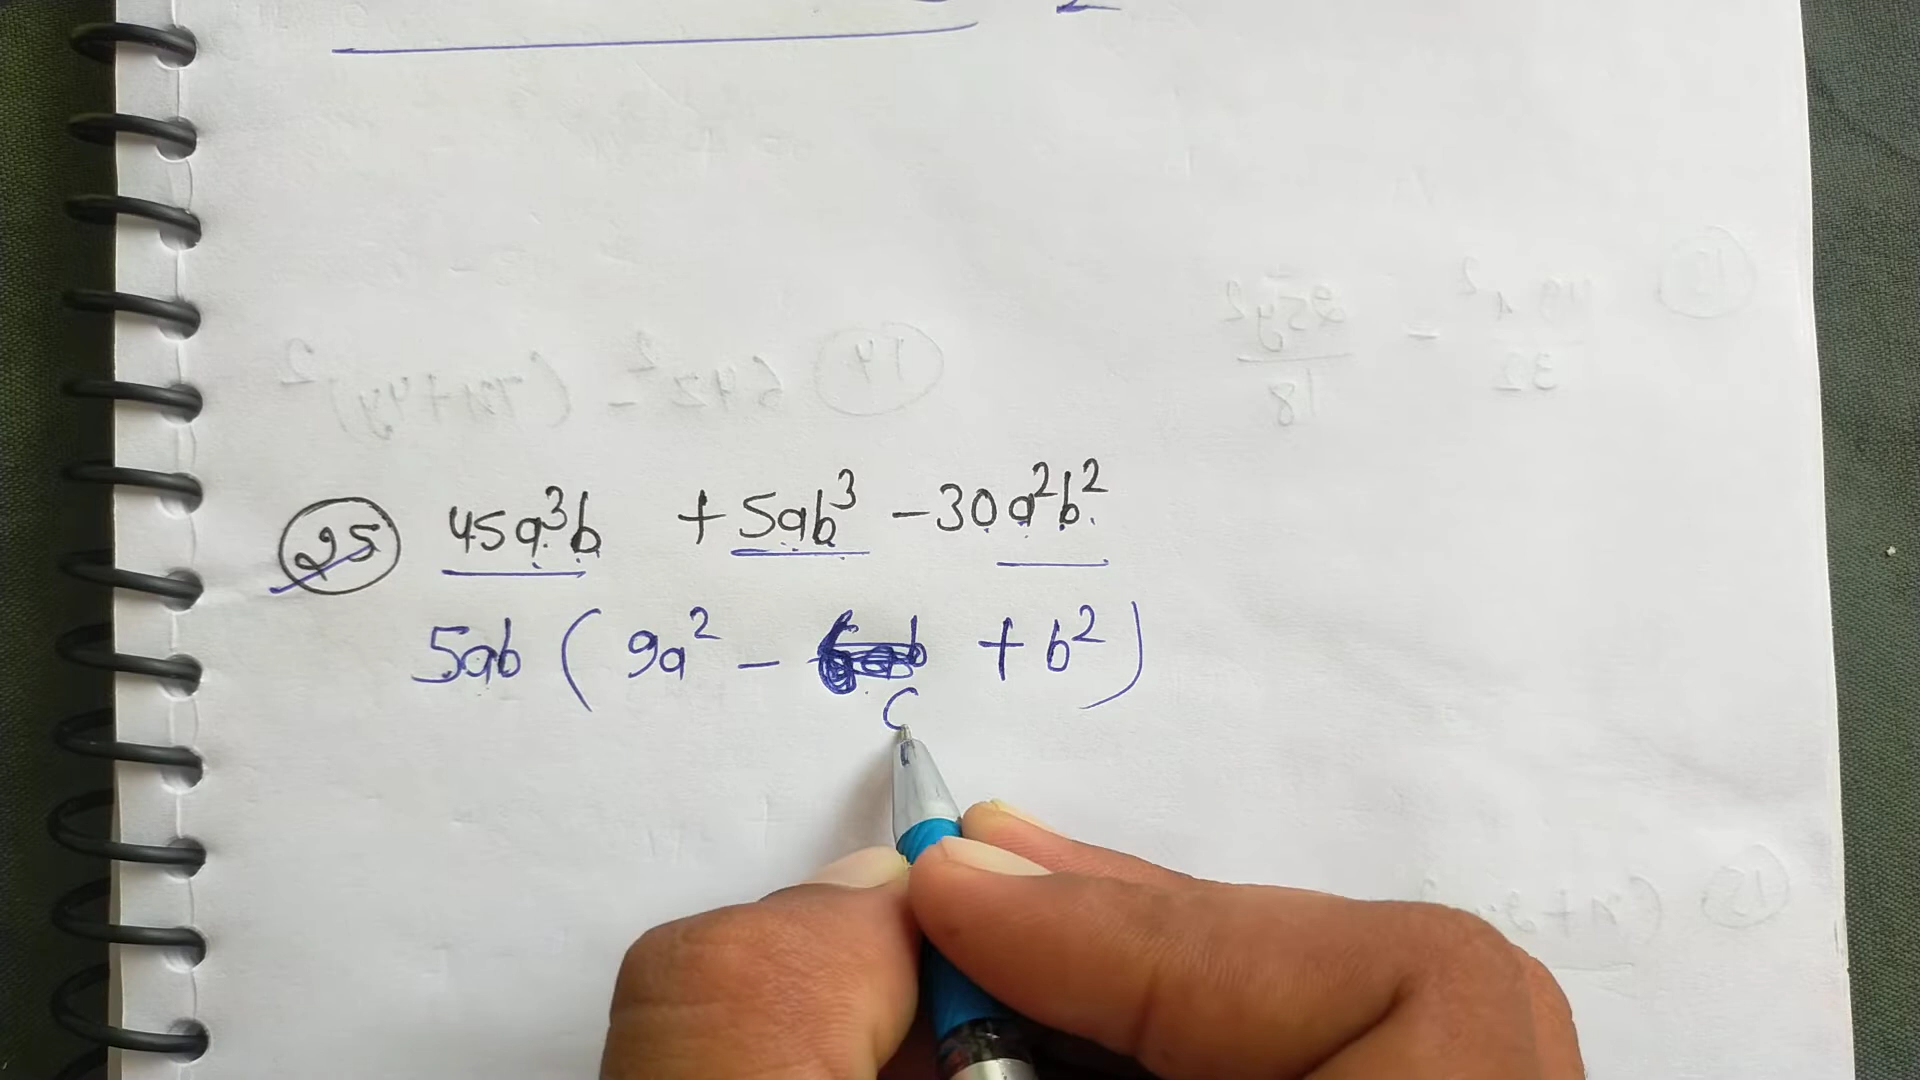 25 45a³b + 5ab³ - 30a²b²
5ab ( 9a² - 6ab + b² )